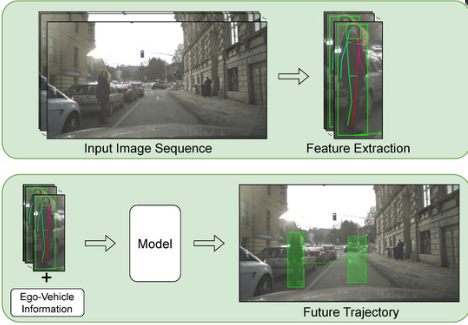 Input Image Sequence
Feature Extraction
Model
+
Ego-Vehicle
Information
Future Trajectory